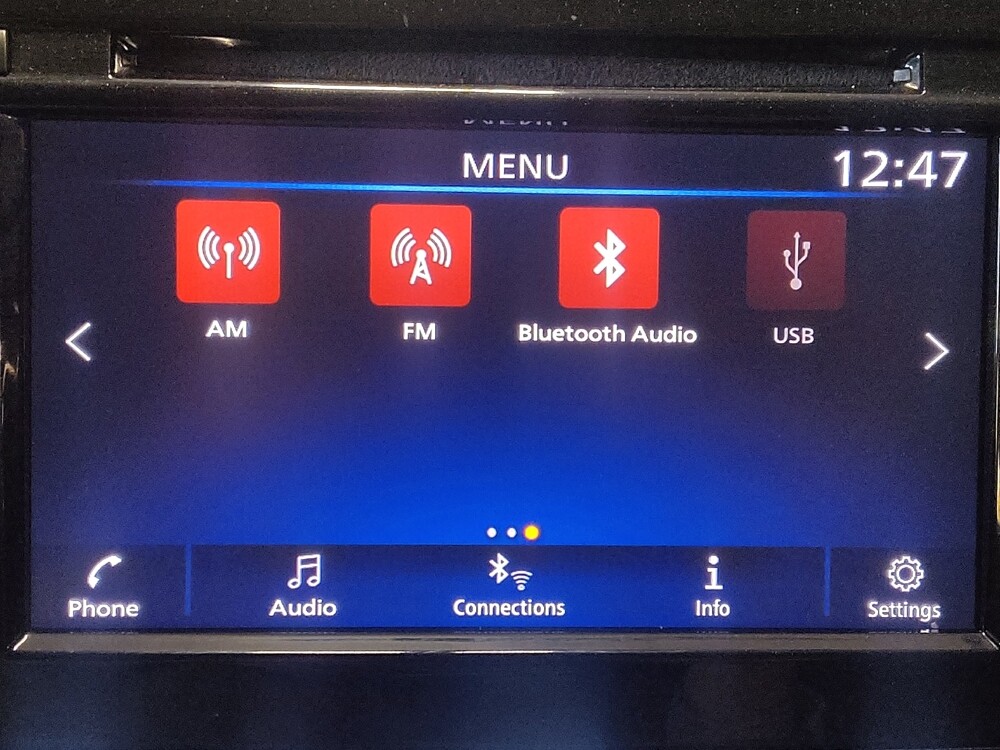 MENU
12:47
AM
FM
Bluetooth Audio
USB
Phone
Audio
Connections
Info
Settings